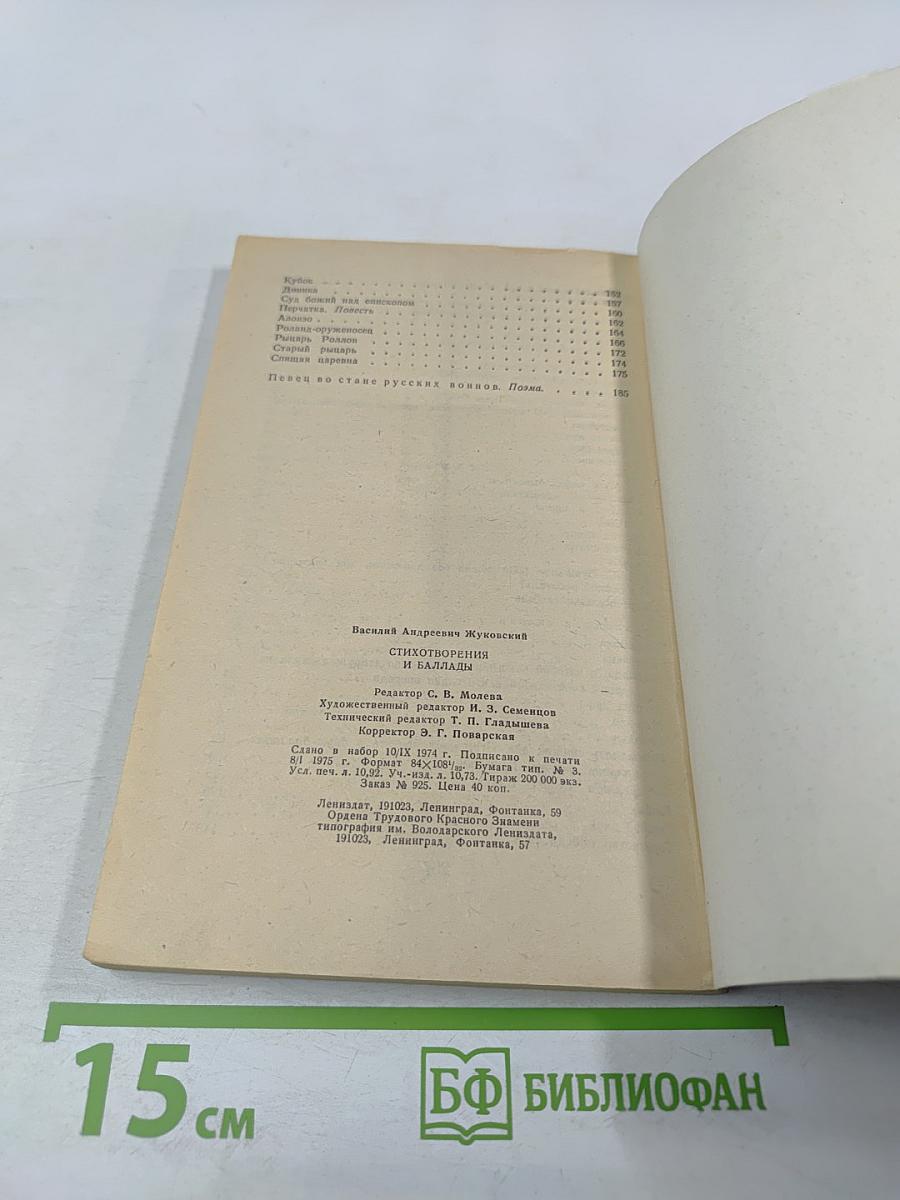 Кубок . . . . . . . . . . . . . . . . . . 152
Доника . . . . . . . . . . . . . . . . . . 157
Суд божий над епископом . . . . . . . . . . . 160
Перчатка. Повесть . . . . . . . . . . . . . . 162
Алонзо . . . . . . . . . . . . . . . . . . 164
Роланд-оруженосец . . . . . . . . . . . . . . 166
Рыцарь Роллон . . . . . . . . . . . . . . . 172
Старый рыцарь . . . . . . . . . . . . . . . 174
Спящая царевна . . . . . . . . . . . . . . . 175
Певец во стане русских воинов. Поэма. . . . . 185
Василий Андреевич Жуковский
СТИХОТВОРЕНИЯ
И БАЛЛАДЫ
Редактор С. В. Молева
Художественный редактор И. З. Семенцов
Технический редактор Т. П. Гладышева
Корректор Э. Г. Поварская
Сдано в набор 10/IX 1974 г. Подписано к печати
8/I 1975 г. Формат 84×108¹/₃₂. Бумага тип. № 3.
Усл. печ. л. 10,92. Уч.-изд. л. 10,73. Тираж 200 000 экз.
Заказ № 925. Цена 40 коп.
Лениздат, 191023, Ленинград, Фонтанка, 59
Ордена Трудового Красного Знамени
типография им. Володарского Лениздата,
191023, Ленинград, Фонтанка, 57
15 см
БФ БИБЛИОФАН